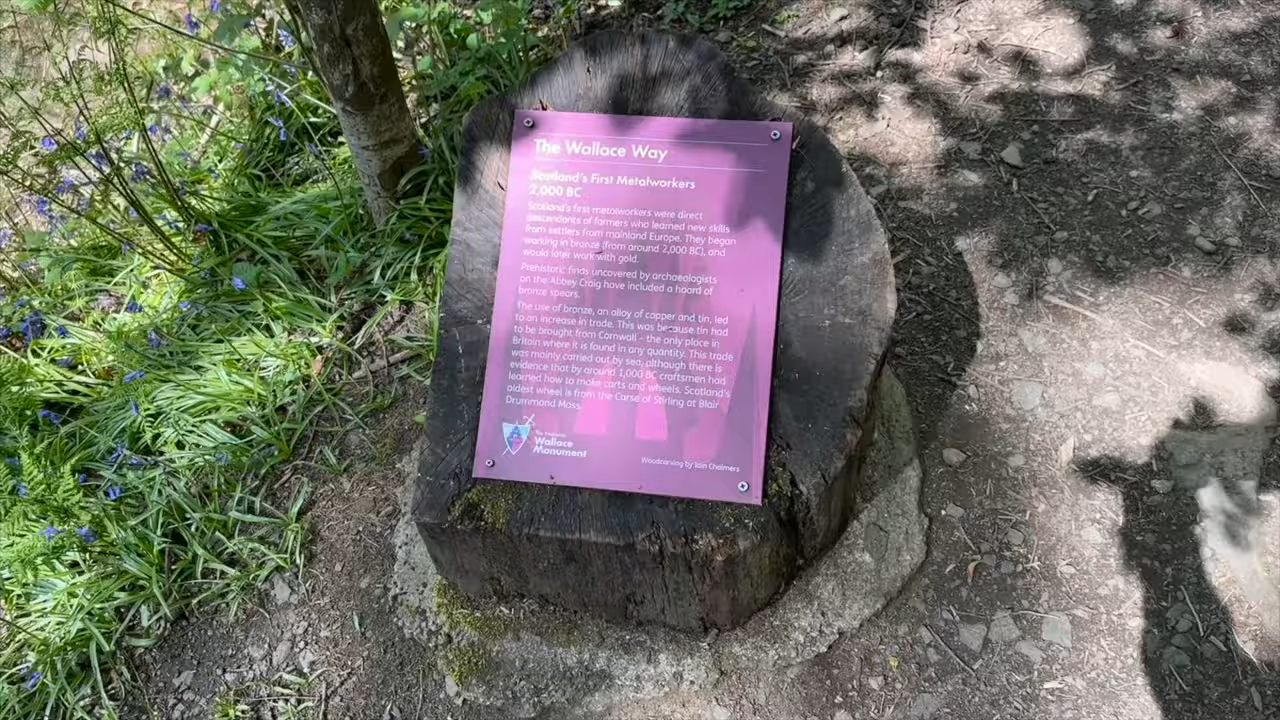 The Wallace Way
Scotland's First Metalworkers
2,000 BC
Scotland's first metalworkers were direct
descendants of farmers who learned new skills
from settlers from mainland Europe. They began
working in bronze (from around 2,000 BC), and
would later work with gold.
Prehistoric finds uncovered by archaeologists
on the Abbey Craig have included a hoard of
bronze spears.
The use of bronze, an alloy of copper and tin, led
to an increase in trade. This was because tin had
to be brought from Cornwall - the only place in
Britain where it is found in any quantity. This trade
was mainly carried out by sea, although there is
evidence that by around 1,000 BC craftsmen had
learned how to make carts and wheels. Scotland's
oldest wheel is from the Carse of Stirling at Blair
Drummond Moss.
The National
Wallace
Monument
Woodcarving by Iain Chalmers